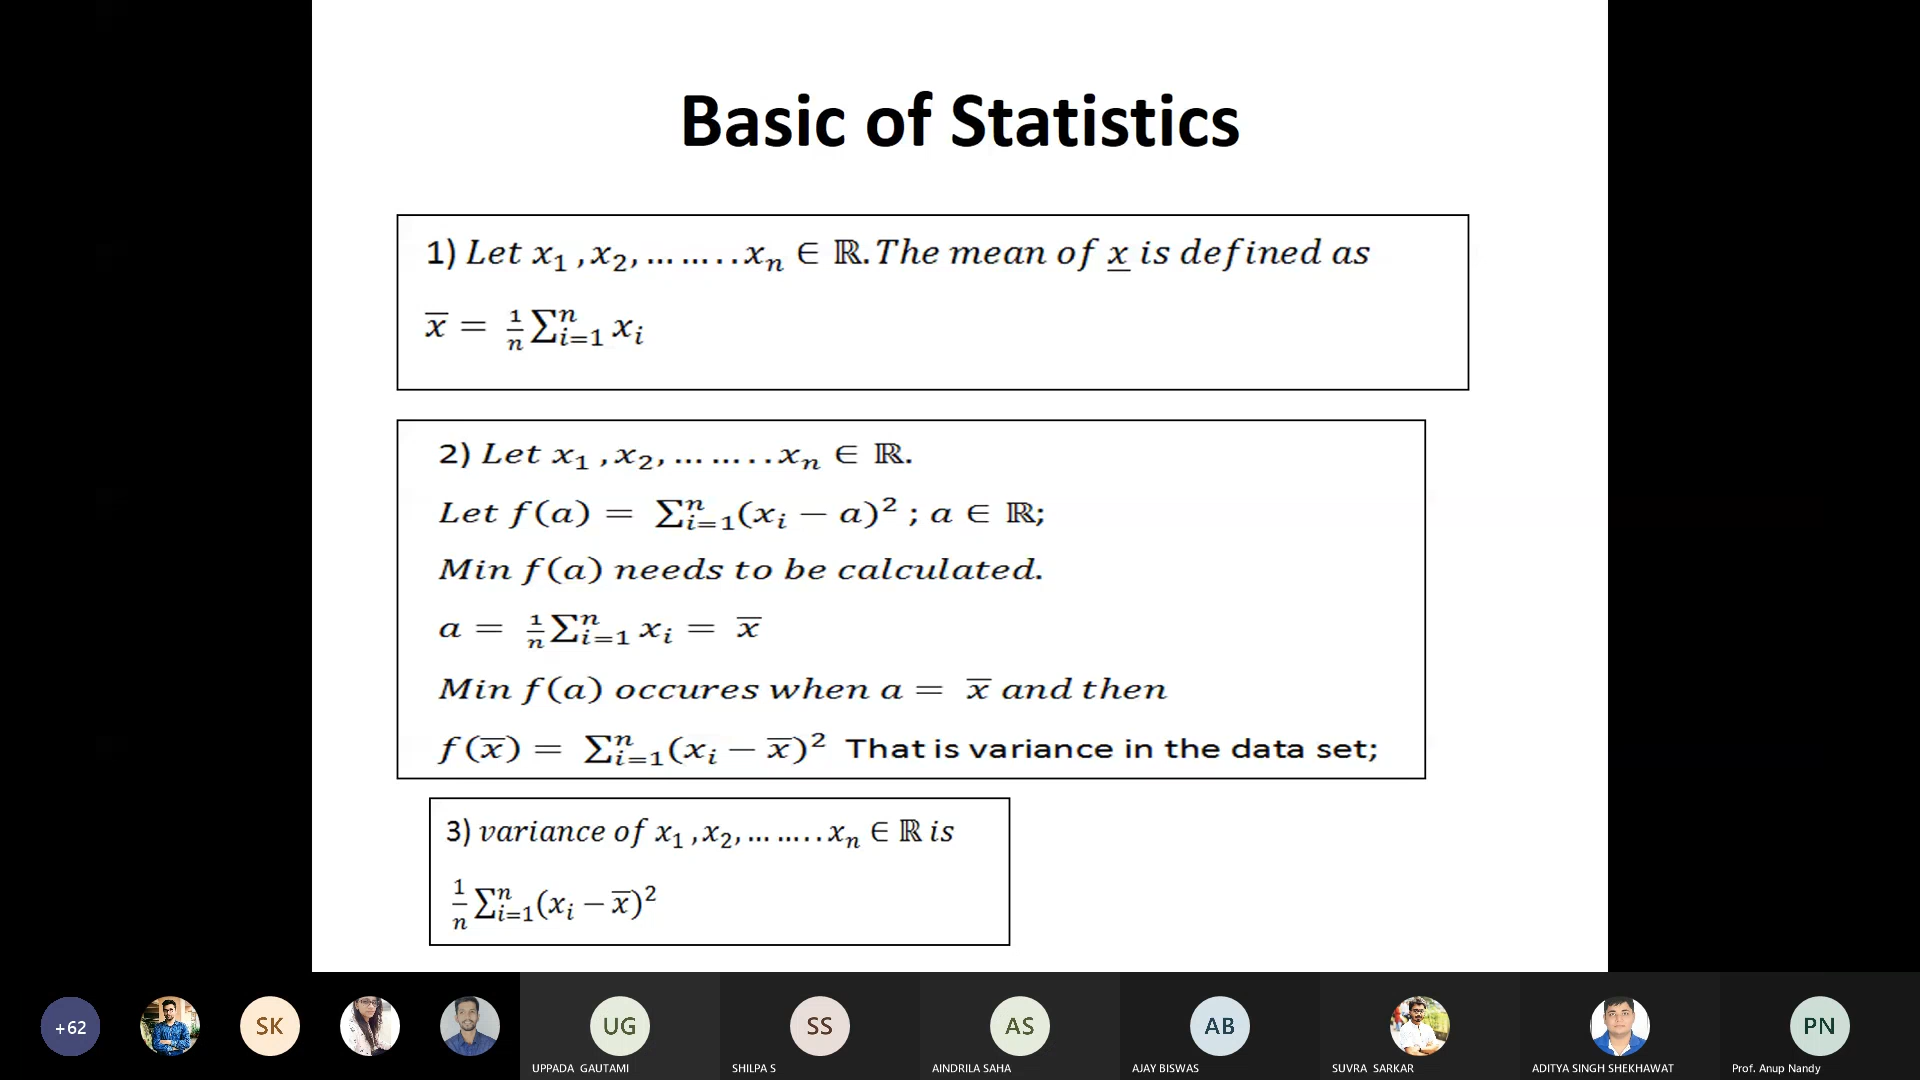 Basic of Statistics
1) Let x₁ ,x₂, ... ... . . xₙ ∈ ℝ. The mean of x̲ is defined as
x̅ = 1/n ∑ⁿᵢ₌₁ xᵢ
2) Let x₁ ,x₂, ... ... . . xₙ ∈ ℝ.
Let f(a) = ∑ⁿᵢ₌₁(xᵢ − a)² ; a ∈ ℝ;
Min f(a) needs to be calculated.
a = 1/n ∑ⁿᵢ₌₁ xᵢ = x̅
Min f(a) occures when a = x̅ and then
f(x̅) = ∑ⁿᵢ₌₁(xᵢ − x̅)² That is variance in the data set;
3) variance of x₁ ,x₂, ... ... . . xₙ ∈ ℝ is
1/n ∑ⁿᵢ₌₁(xᵢ − x̅)²
+62 SK UG SS AS AB PN
UPPADA GAUTAMI SHILPA S AINDRILA SAHA AJAY BISWAS SUVRA SARKAR ADITYA SINGH SHEKHAWAT Prof. Anup Nandy